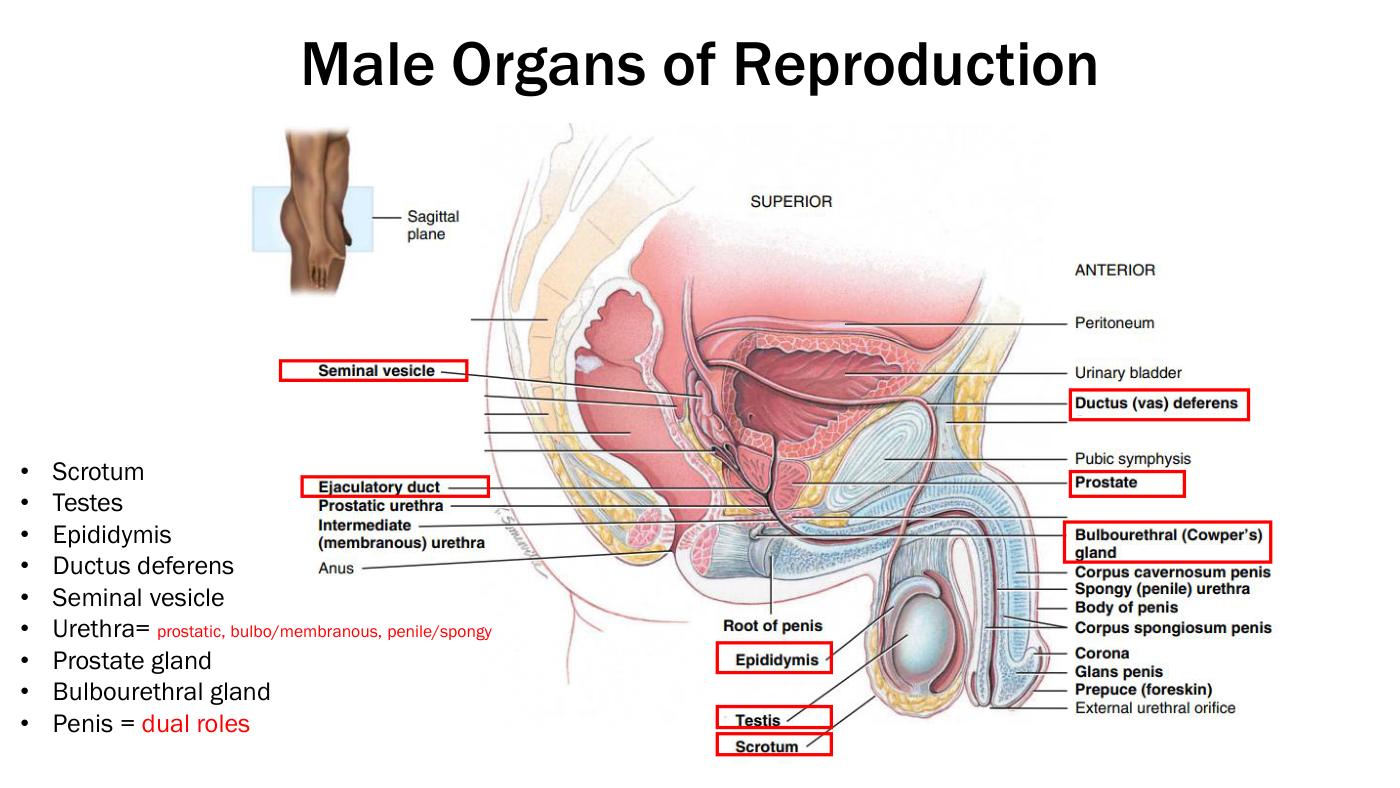 Male Organs of Reproduction
Sagittal
plane
SUPERIOR
ANTERIOR
Peritoneum
Urinary bladder
Ductus (vas) deferens
Pubic symphysis
Prostate
Bulbourethral (Cowper's)
gland
Corpus cavernosum penis
Spongy (penile) urethra
Body of penis
Corpus spongiosum penis
Corona
Glans penis
Prepuce (foreskin)
External urethral orifice
Seminal vesicle
Ejaculatory duct
Prostatic urethra
Intermediate
(membranous) urethra
Anus
Root of penis
Epididymis
Testis
Scrotum
• Scrotum
• Testes
• Epididymis
• Ductus deferens
• Seminal vesicle
• Urethra= prostatic, bulbo/membranous, penile/spongy
• Prostate gland
• Bulbourethral gland
• Penis = dual roles